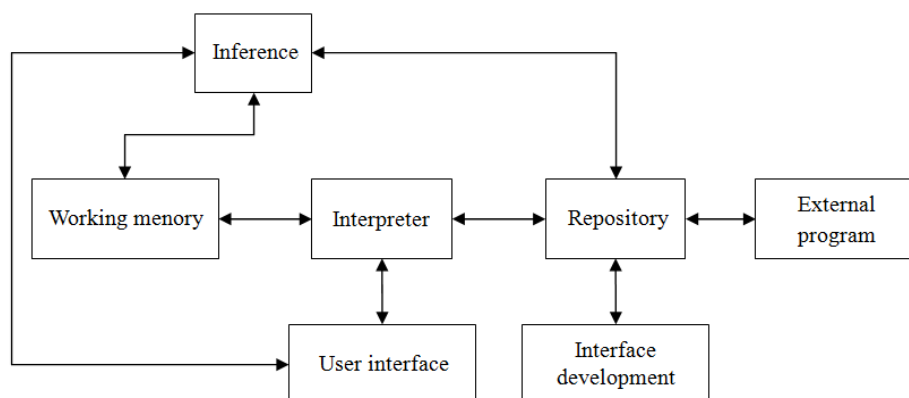 Inference
Working menory
Interpreter
Repository
External
program
User interface
Interface
development